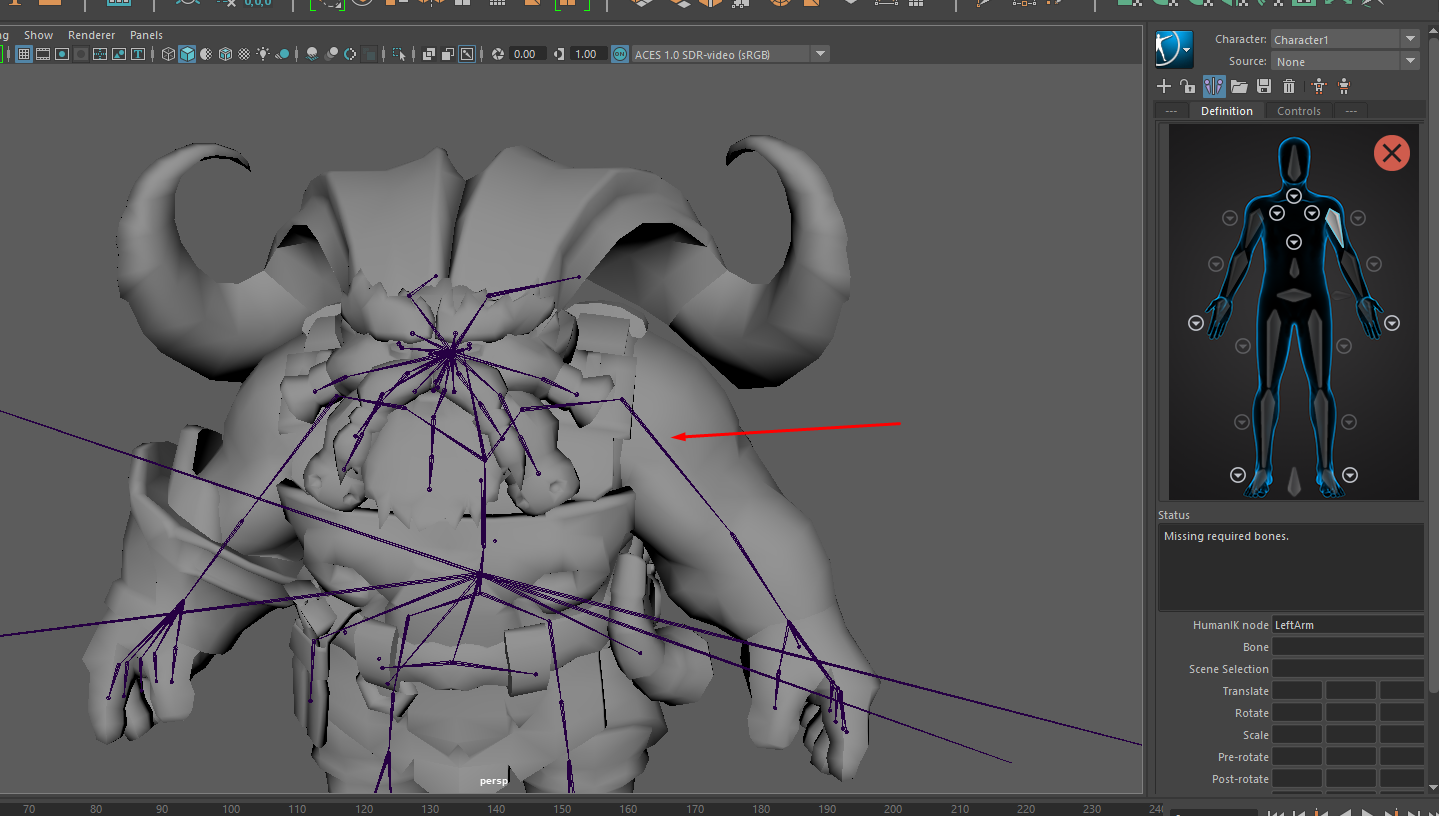 0,0,0
Show Renderer Panels
0.00 1.00 ON ACES 1.0 SDR-video (sRGB)
Character: Character1
Source: None
--- Definition Controls ---
Status
Missing required bones.
HumanIK node LeftArm
Bone
Scene Selection
Translate
Rotate
Scale
Pre-rotate
Post-rotate
persp
70 80 90 100 110 120 130 140 150 160 170 180 190 200 210 220 230